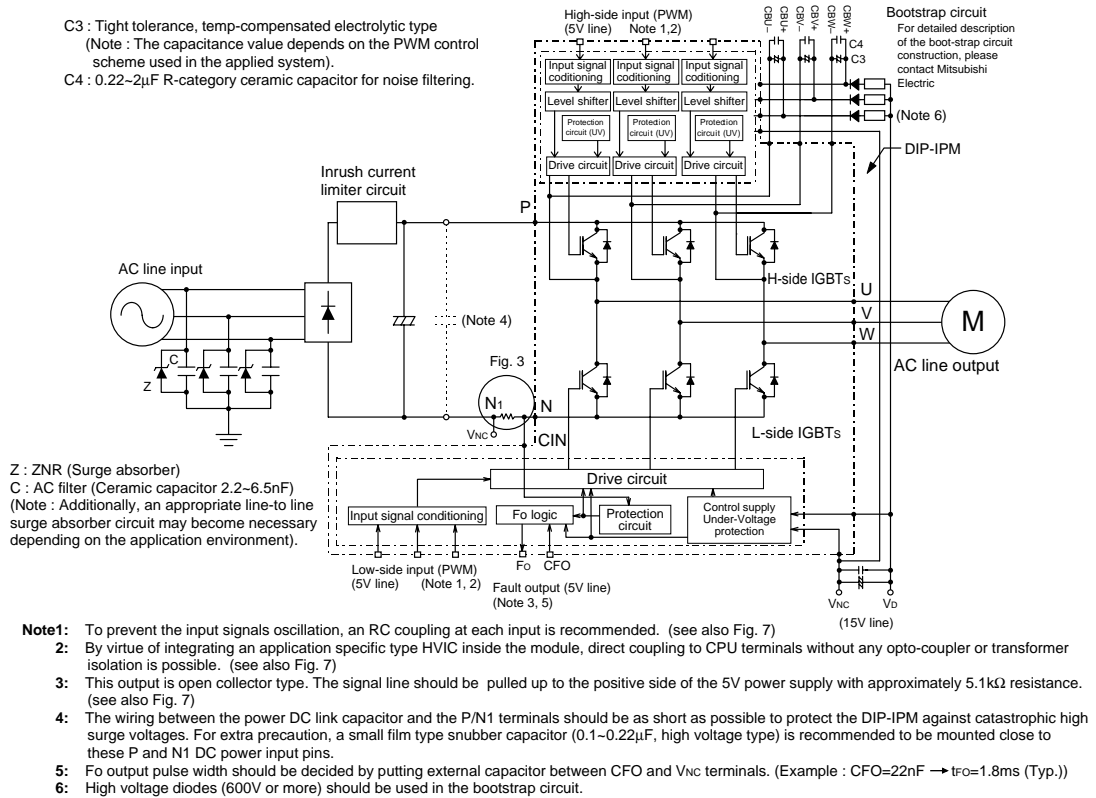 C3 : Tight tolerance, temp-compensated electrolytic type
(Note : The capacitance value depends on the PWM control
scheme used in the applied system).
C4 : 0.22~2μF R-category ceramic capacitor for noise filtering.
High-side input (PWM)
(5V line) Note 1,2)
CBU–
CBU+
CBV–
CBV+
CBW–
CBW+
C4
C3
Bootstrap circuit
For detailed description
of the boot-strap circuit
construction, please
contact Mitsubishi
Electric
(Note 6)
DIP-IPM
Input signal coditioning
Input signal coditioning
Input signal conditioning
Level shifter
Level shifter
Level shifter
Protection circuit (UV)
Protection circuit (UV)
Protection circuit (UV)
Drive circuit
Drive circuit
Drive circuit
Inrush current
limiter circuit
P
AC line input
H-side IGBTS
U
V
W
M
AC line output
(Note 4)
C
Z
Fig. 3
N1
N
VNC
CIN
L-side IGBTS
Z : ZNR (Surge absorber)
C : AC filter (Ceramic capacitor 2.2~6.5nF)
(Note : Additionally, an appropriate line-to line
surge absorber circuit may become necessary
depending on the application environment).
Drive circuit
Input signal conditioning
Fo logic
Protection
circuit
Control supply
Under-Voltage
protection
Low-side input (PWM)
(5V line) (Note 1, 2)
FO
CFO
Fault output (5V line)
(Note 3, 5)
VNC
VD
(15V line)
Note1: To prevent the input signals oscillation, an RC coupling at each input is recommended. (see also Fig. 7)
2: By virtue of integrating an application specific type HVIC inside the module, direct coupling to CPU terminals without any opto-coupler or transformer
isolation is possible. (see also Fig. 7)
3: This output is open collector type. The signal line should be pulled up to the positive side of the 5V power supply with approximately 5.1kΩ resistance.
(see also Fig. 7)
4: The wiring between the power DC link capacitor and the P/N1 terminals should be as short as possible to protect the DIP-IPM against catastrophic high
surge voltages. For extra precaution, a small film type snubber capacitor (0.1~0.22μF, high voltage type) is recommended to be mounted close to
these P and N1 DC power input pins.
5: Fo output pulse width should be decided by putting external capacitor between CFO and VNC terminals. (Example : CFO=22nF → tFO=1.8ms (Typ.))
6: High voltage diodes (600V or more) should be used in the bootstrap circuit.